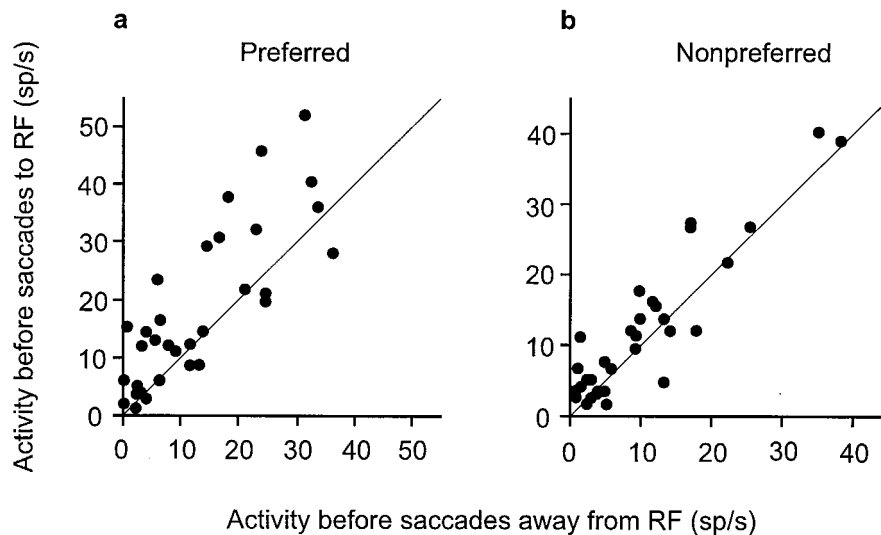 a
Preferred
Activity before saccades to RF (sp/s)
50
40
30
20
10
0
0 10 20 30 40 50
b
Nonpreferred
40
30
20
10
0
0 10 20 30 40
Activity before saccades away from RF (sp/s)